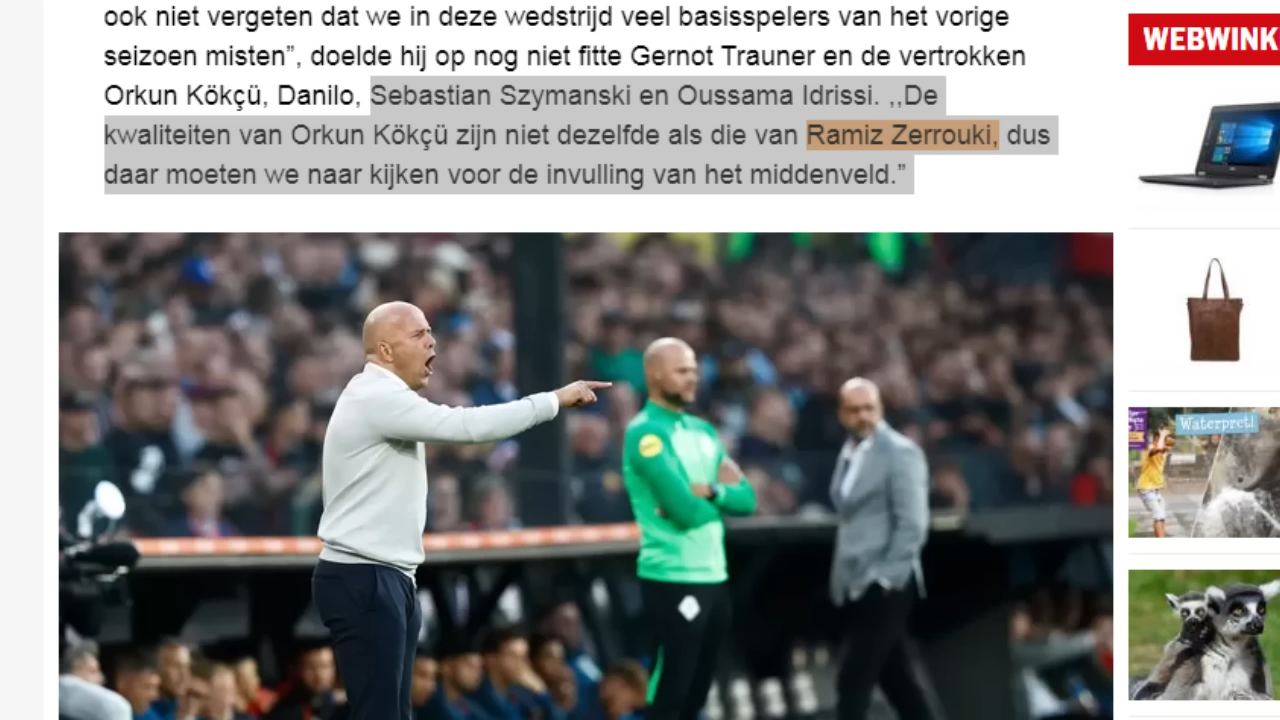 ook niet vergeten dat we in deze wedstrijd veel basisspelers van het vorige
seizoen misten”, doelde hij op nog niet fitte Gernot Trauner en de vertrokken
Orkun Kökçü, Danilo, Sebastian Szymanski en Oussama Idrissi. ,,De
kwaliteiten van Orkun Kökçü zijn niet dezelfde als die van Ramiz Zerrouki, dus
daar moeten we naar kijken voor de invulling van het middenveld.”
WEBWINK
Waterpret!